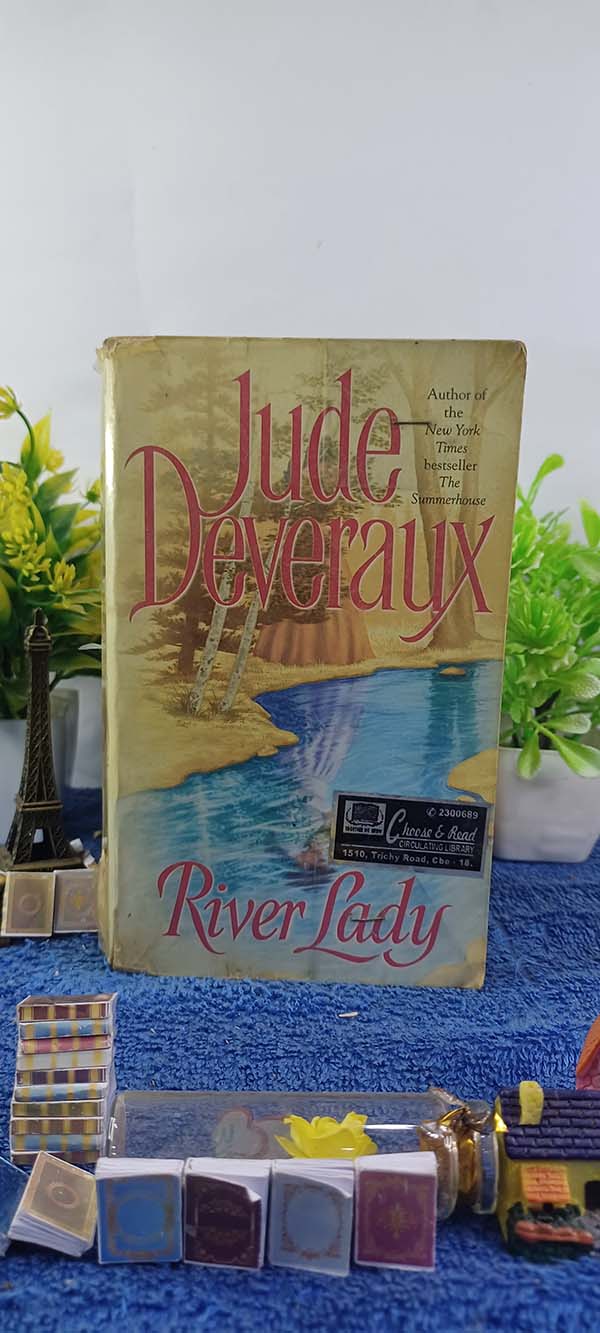 Jude
Deveraux
Author of
the
New York
Times
bestseller
The
Summerhouse
✆ 2300689
Choose & Read
CIRCULATING LIBRARY
1510, Trichy Road, Cbe - 18.
River Lady